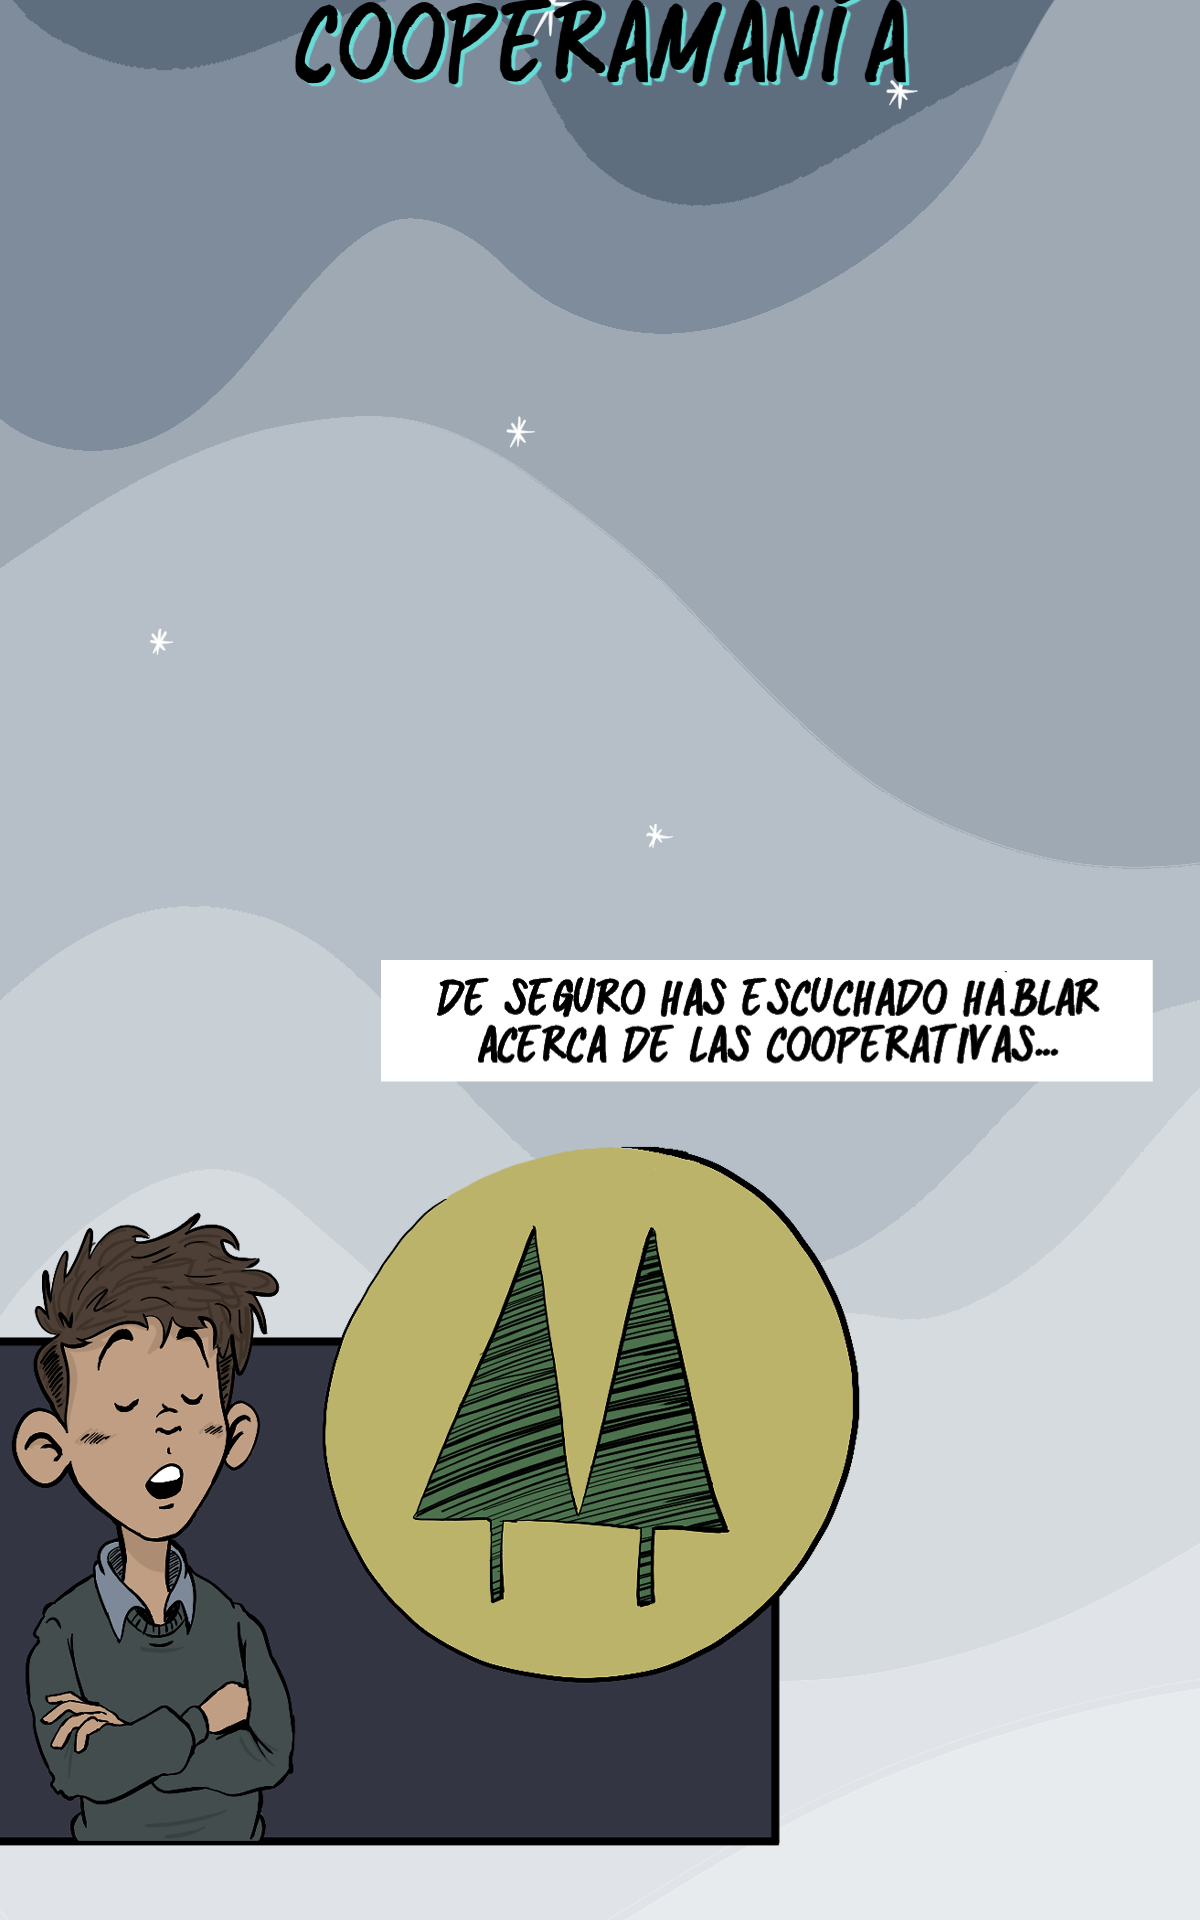 COOPERAMANÍA
DE SEGURO HAS ESCUCHADO HABLAR
ACERCA DE LAS COOPERATIVAS...